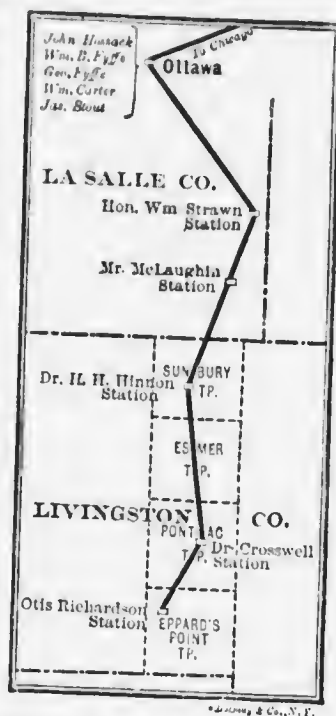 John Hossack
Wm. B. Fyffe
Geo. Fyffe
Wm. Carter
Jas. Stout
To Chicago
Ottawa
LA SALLE CO.
Hon. Wm Strawn
Station
Mr. McLaughlin
Station
SUNBURY
TP.
Dr. H. H. Hinton
Station
ESMER
TP.
LIVINGSTON CO.
PONTIAC
TP.
Dr. Crosswell
Station
Otis Richardson
Station
EPPARD'S
POINT
TP.
& Co., N. Y.